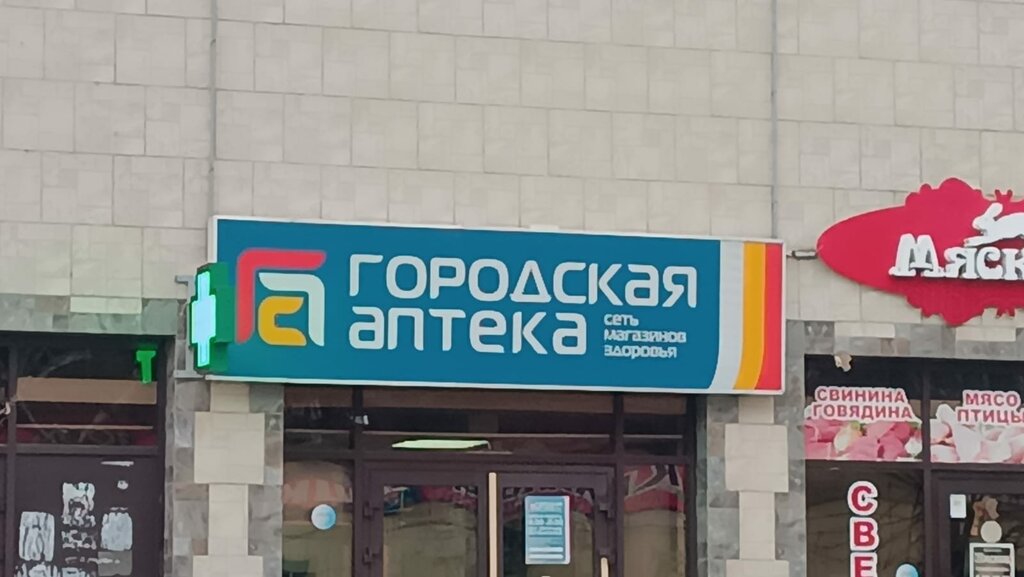 ГОРОДСКАЯ
аптека
сеть
магазинов
здоровья
СВИНИНА
ГОВЯДИНА
МЯСО
ПТИЦЫ